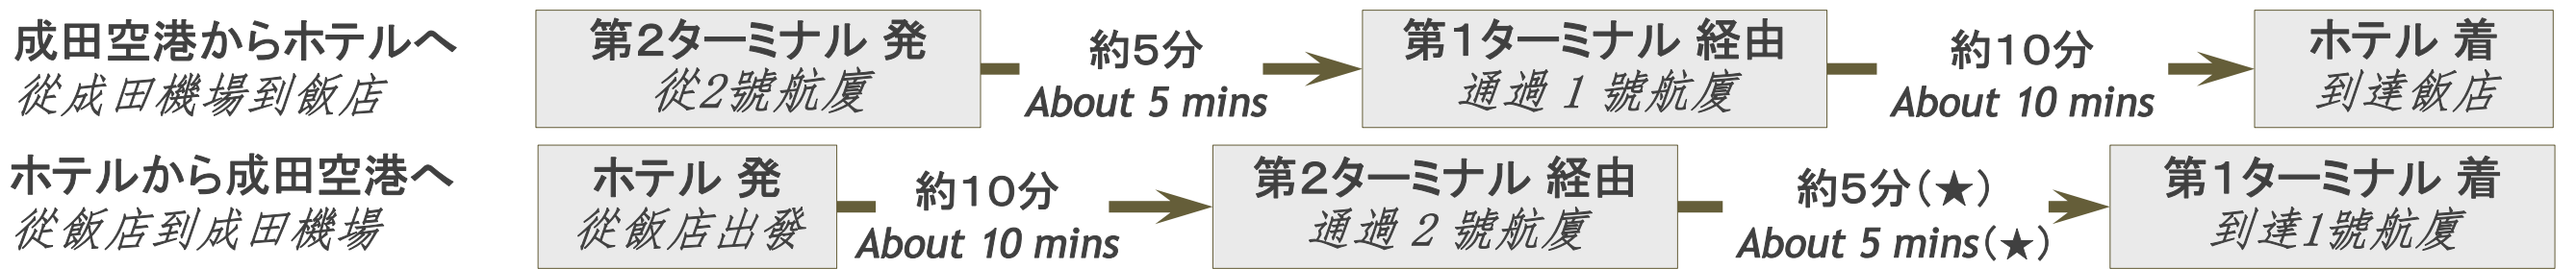 成田空港からホテルへ
從成田機場到飯店
第2ターミナル 発
從2號航廈
約5分
About 5 mins
第1ターミナル 経由
通過 1 號航廈
約10分
About 10 mins
ホテル 着
到達飯店
ホテルから成田空港へ
從飯店到成田機場
ホテル 発
從飯店出發
約10分
About 10 mins
第2ターミナル 経由
通過 2 號航廈
約5分(★)
About 5 mins(★)
第1ターミナル 着
到達1號航廈